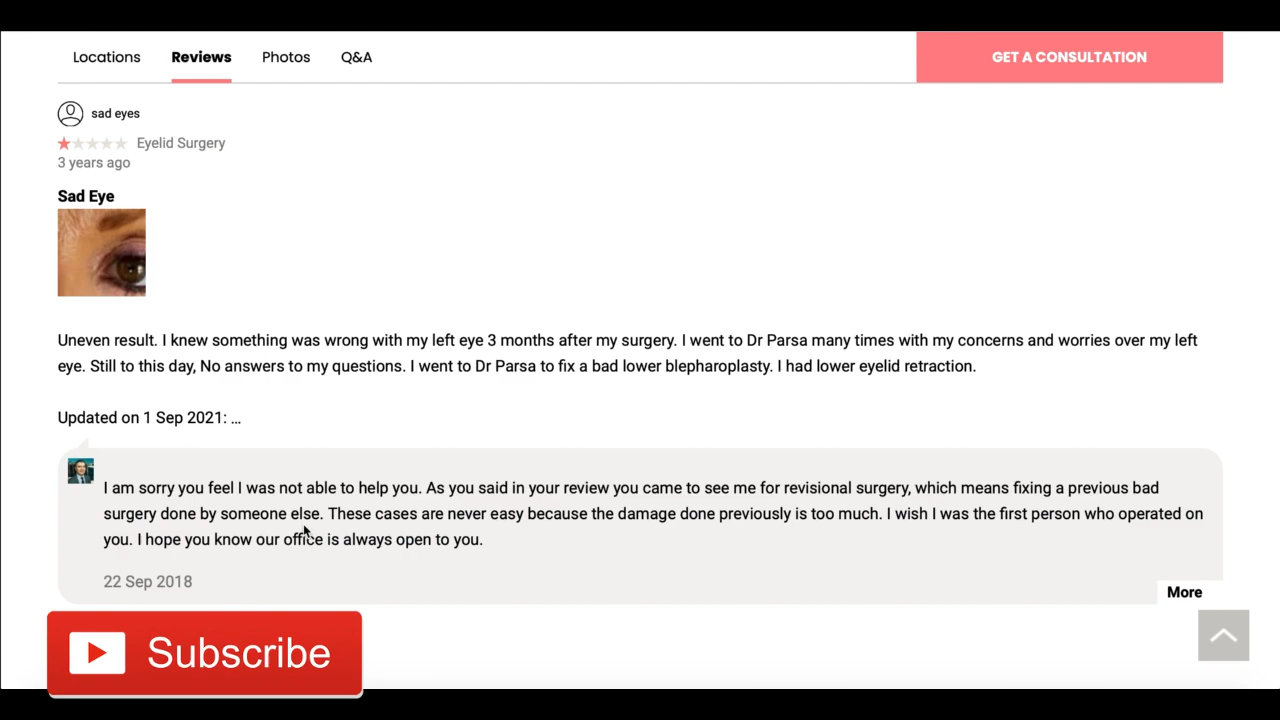 Locations Reviews Photos Q&A GET A CONSULTATION
sad eyes
Eyelid Surgery
3 years ago
Sad Eye
Uneven result. I knew something was wrong with my left eye 3 months after my surgery. I went to Dr Parsa many times with my concerns and worries over my left
eye. Still to this day, No answers to my questions. I went to Dr Parsa to fix a bad lower blepharoplasty. I had lower eyelid retraction.
Updated on 1 Sep 2021: ...
I am sorry you feel I was not able to help you. As you said in your review you came to see me for revisional surgery, which means fixing a previous bad
surgery done by someone else. These cases are never easy because the damage done previously is too much. I wish I was the first person who operated on
you. I hope you know our office is always open to you.
22 Sep 2018
More
Subscribe